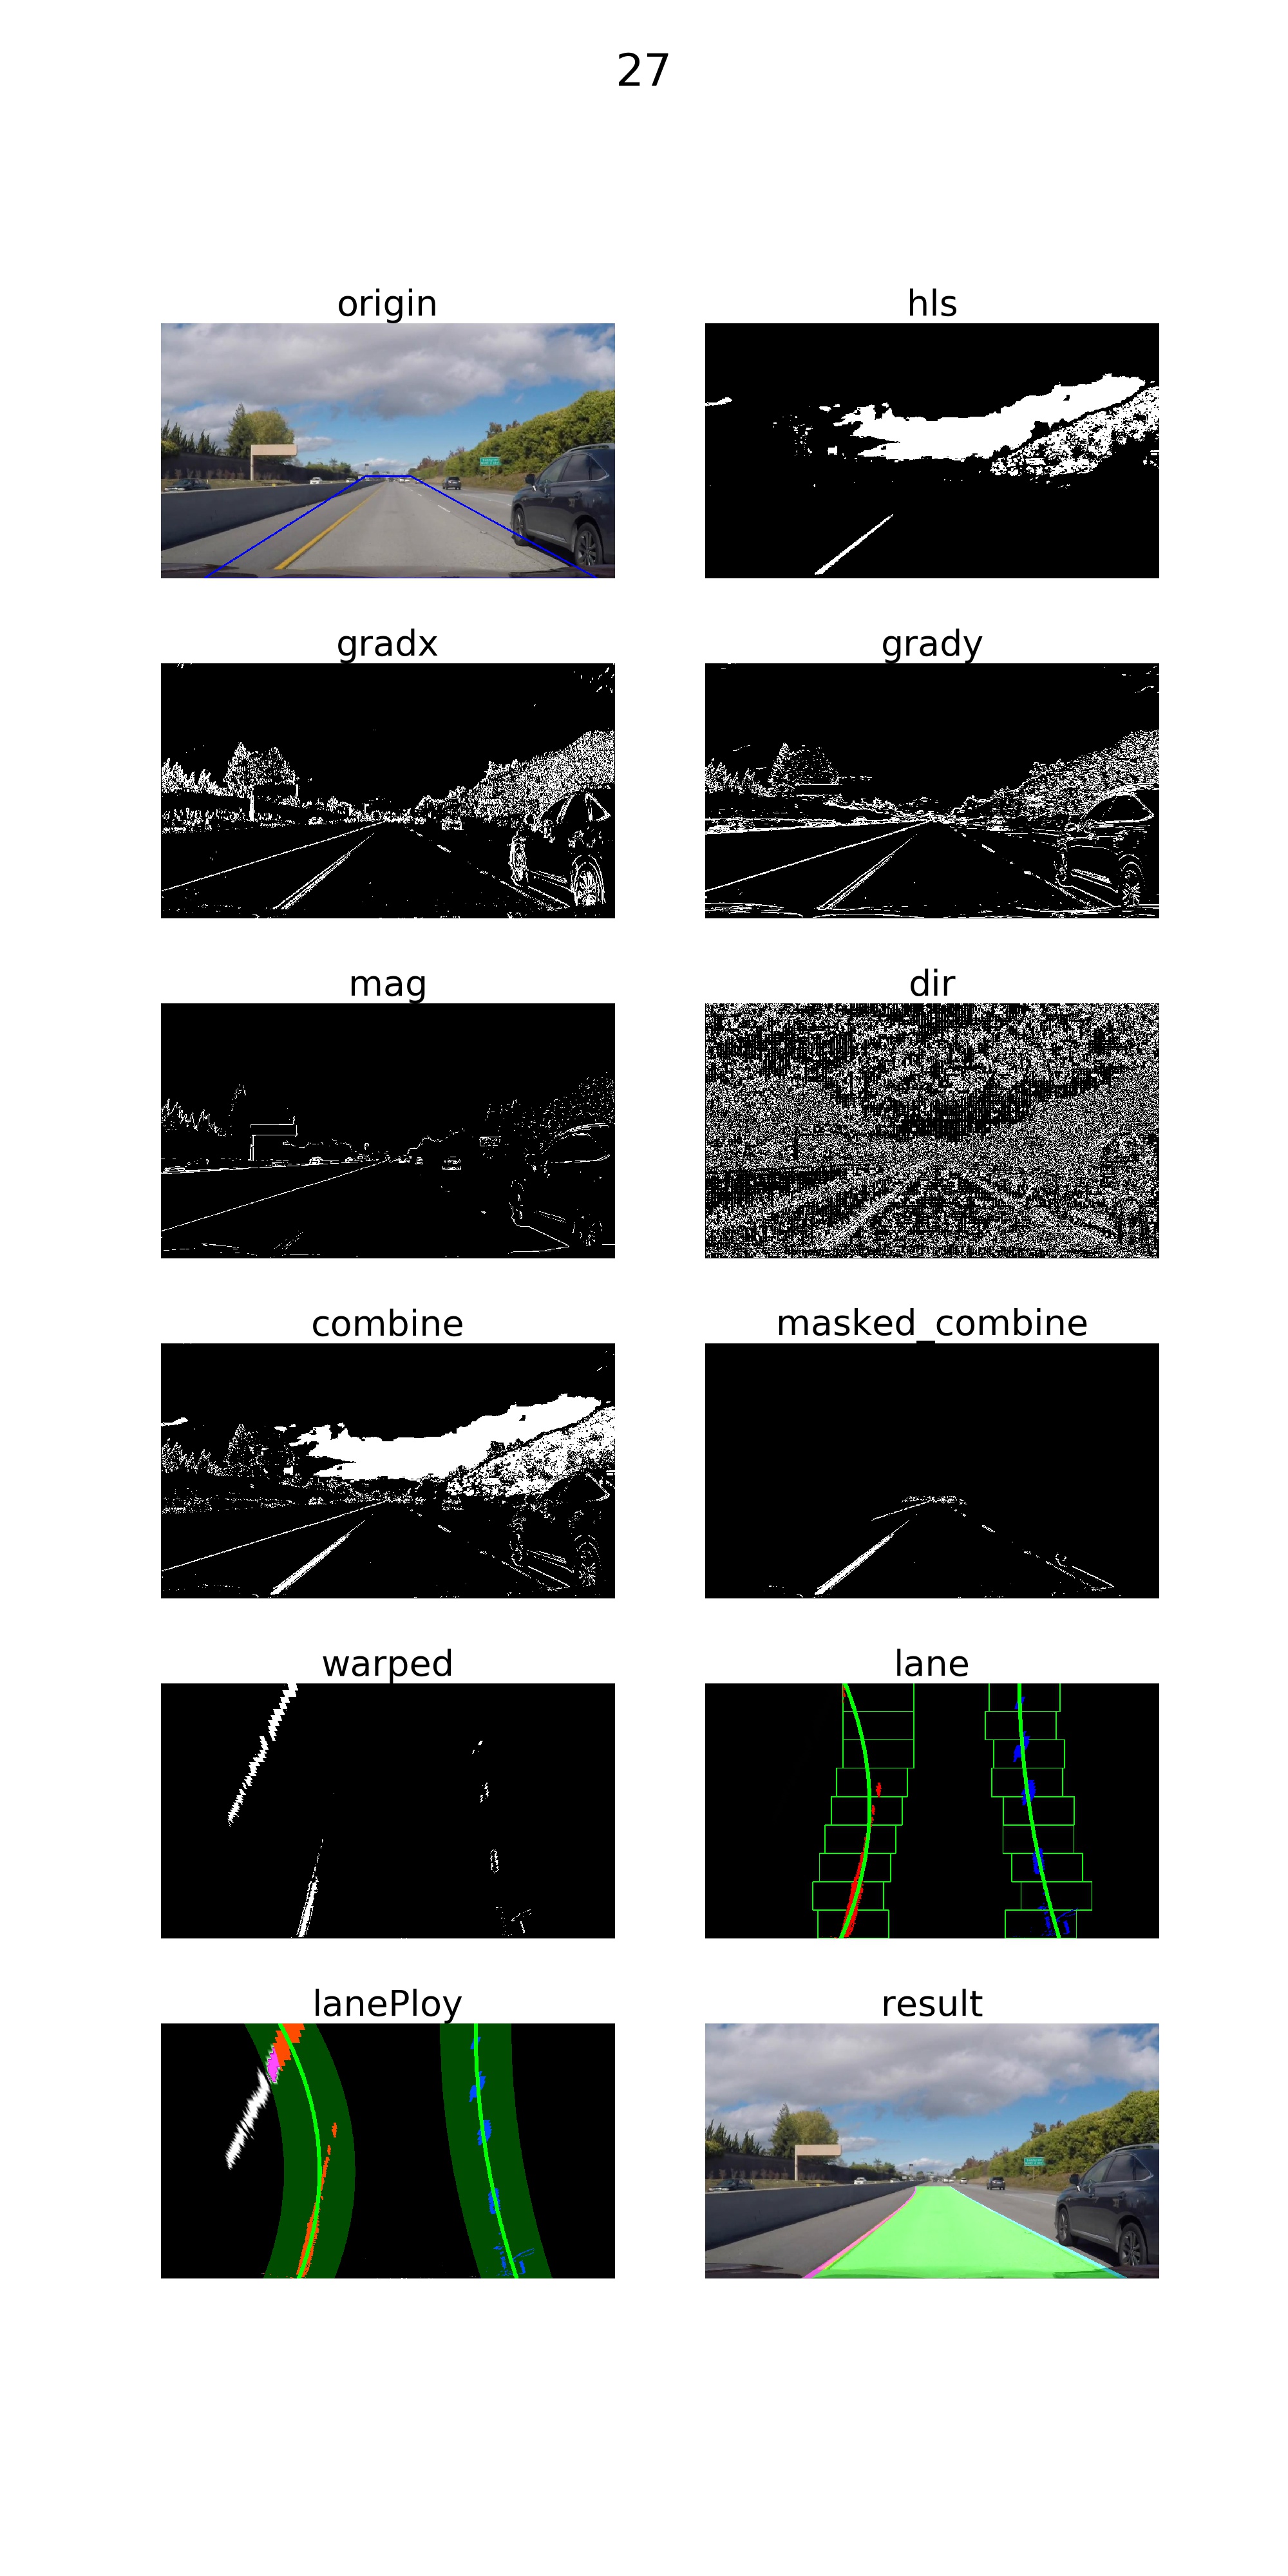 27
origin
hls
gradx
grady
mag
dir
combine
masked_combine
warped
lane
lanePloy
result